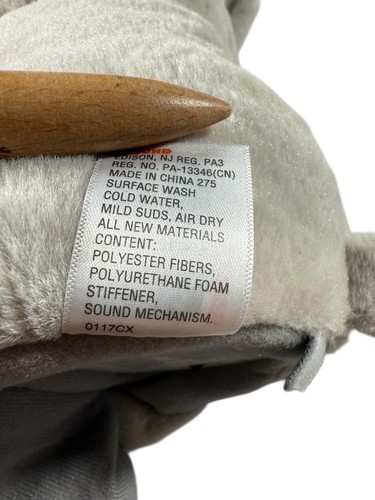 EDISON, NJ REG. PA3
REG. NO. PA-13346(CN)
MADE IN CHINA 275
SURFACE WASH
COLD WATER,
MILD SUDS, AIR DRY
ALL NEW MATERIALS
CONTENT:
POLYESTER FIBERS,
POLYURETHANE FOAM
STIFFENER,
SOUND MECHANISM.
0117CX